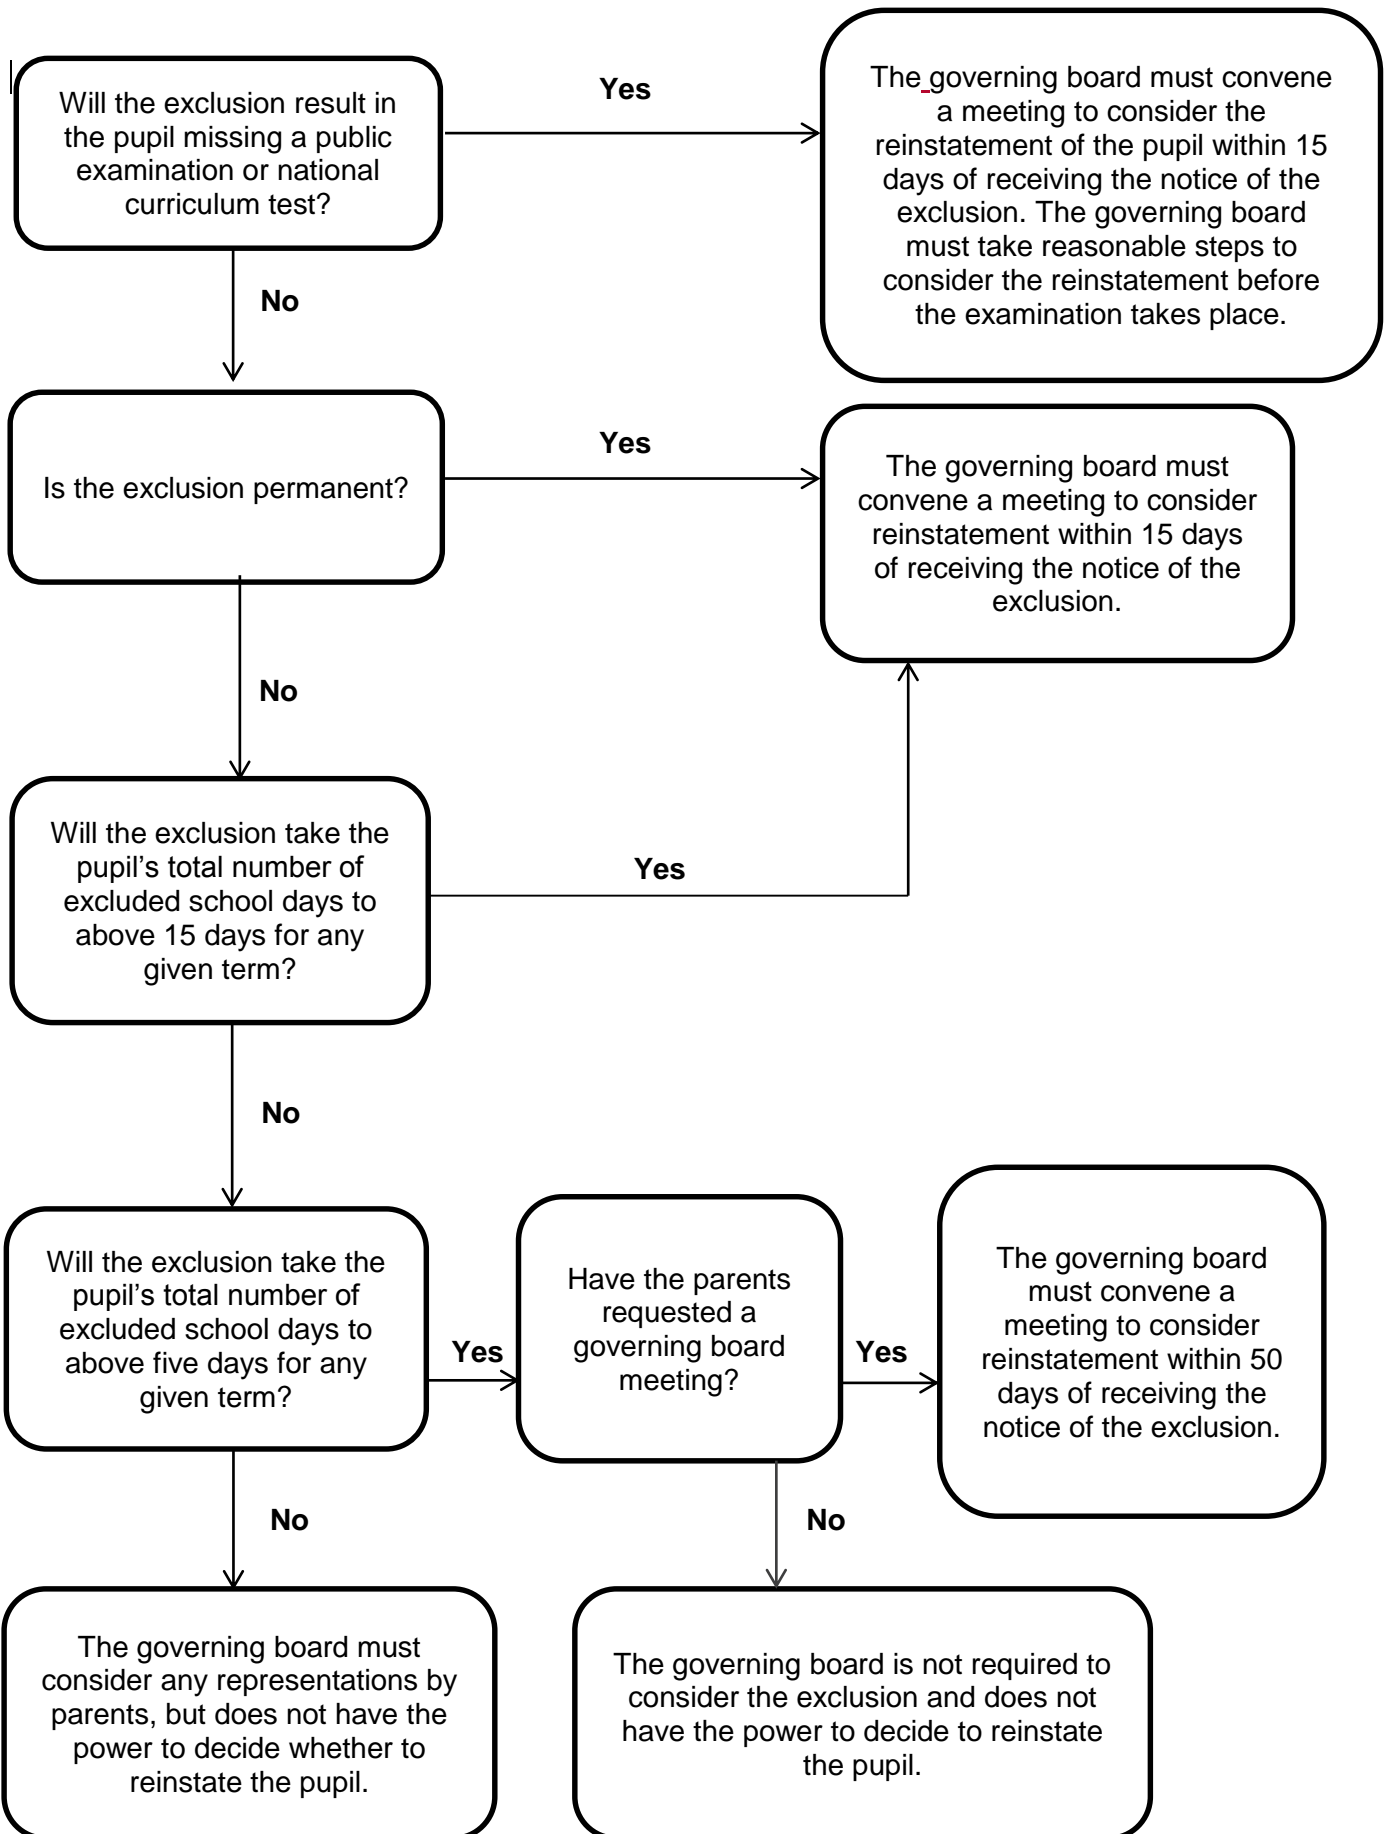 Will the exclusion result in
the pupil missing a public
examination or national
curriculum test?
Yes
The governing board must convene
a meeting to consider the
reinstatement of the pupil within 15
days of receiving the notice of the
exclusion. The governing board
must take reasonable steps to
consider the reinstatement before
the examination takes place.
No
Is the exclusion permanent?
Yes
The governing board must
convene a meeting to consider
reinstatement within 15 days
of receiving the notice of the
exclusion.
No
Will the exclusion take the
pupil’s total number of
excluded school days to
above 15 days for any
given term?
Yes
No
Will the exclusion take the
pupil’s total number of
excluded school days to
above five days for any
given term?
Yes
Have the parents
requested a
governing board
meeting?
Yes
The governing board
must convene a
meeting to consider
reinstatement within 50
days of receiving the
notice of the exclusion.
No
No
The governing board must
consider any representations by
parents, but does not have the
power to decide whether to
reinstate the pupil.
The governing board is not required to
consider the exclusion and does not
have the power to decide to reinstate
the pupil.